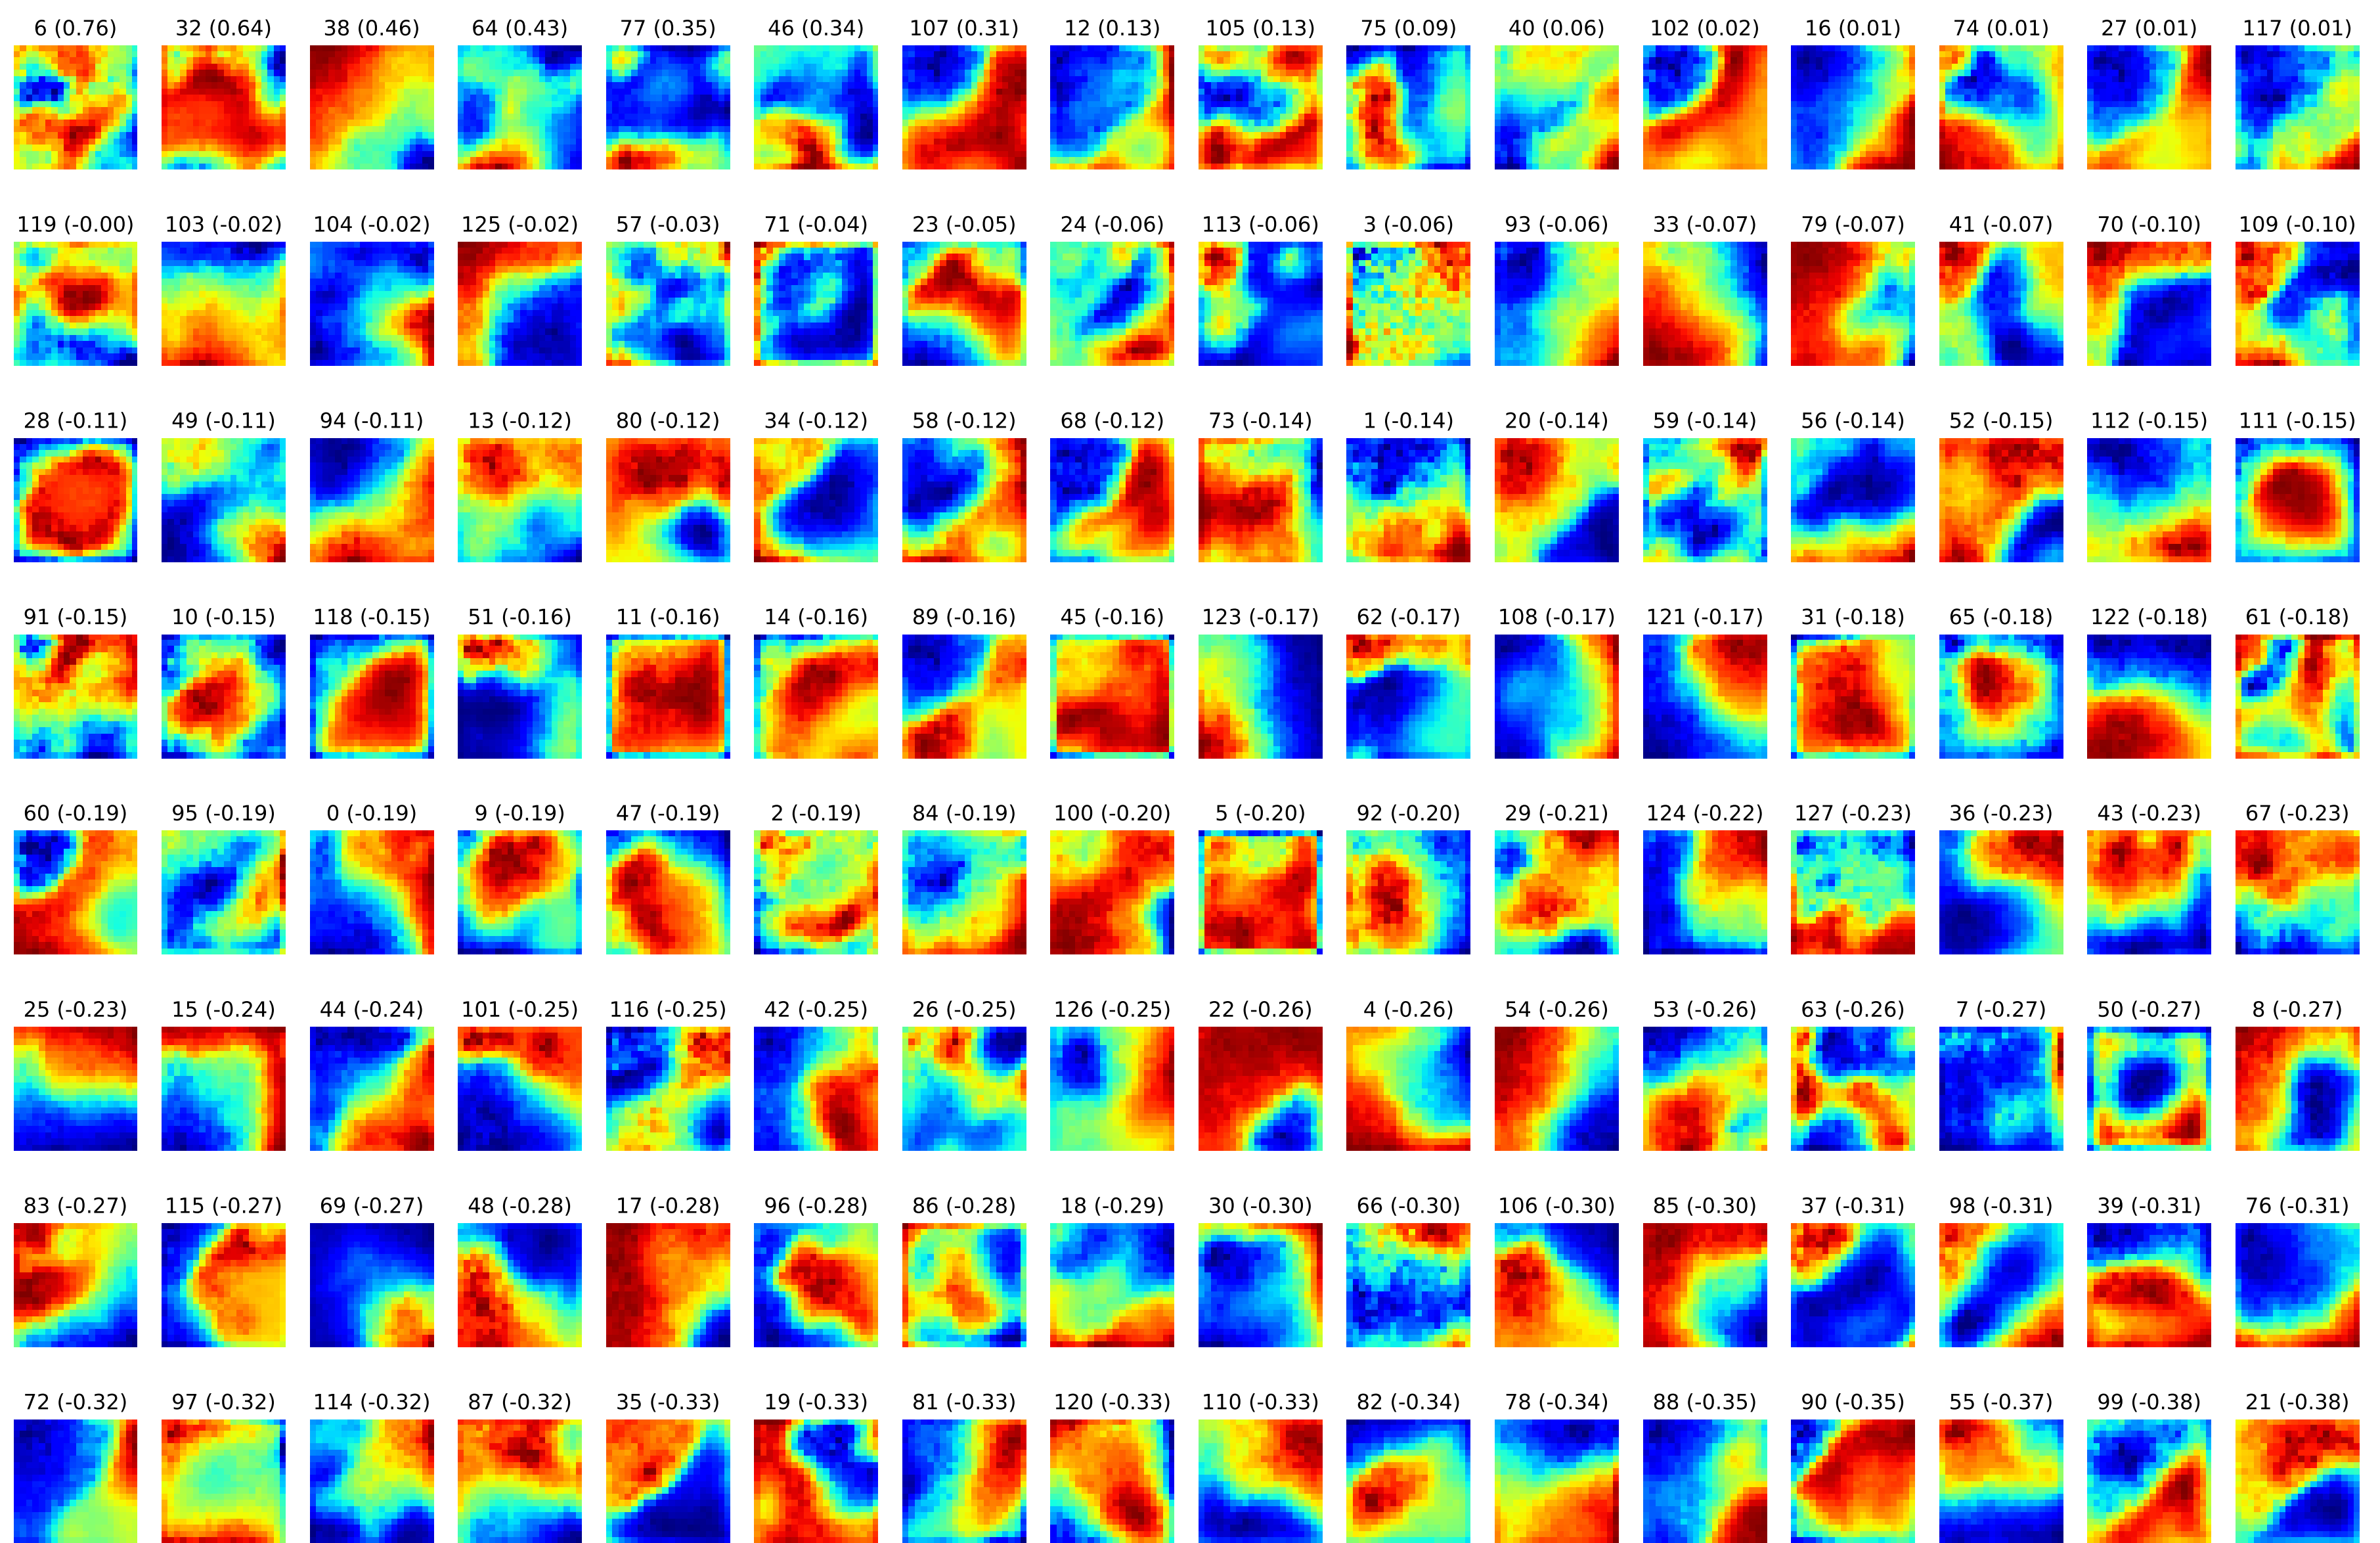 6 (0.76) 32 (0.64) 38 (0.46) 64 (0.43) 77 (0.35) 46 (0.34) 107 (0.31) 12 (0.13) 105 (0.13) 75 (0.09) 40 (0.06) 102 (0.02) 16 (0.01) 74 (0.01) 27 (0.01) 117 (0.01)
119 (-0.00) 103 (-0.02) 104 (-0.02) 125 (-0.02) 57 (-0.03) 71 (-0.04) 23 (-0.05) 24 (-0.06) 113 (-0.06) 3 (-0.06) 93 (-0.06) 33 (-0.07) 79 (-0.07) 41 (-0.07) 70 (-0.10) 109 (-0.10)
28 (-0.11) 49 (-0.11) 94 (-0.11) 13 (-0.12) 80 (-0.12) 34 (-0.12) 58 (-0.12) 68 (-0.12) 73 (-0.14) 1 (-0.14) 20 (-0.14) 59 (-0.14) 56 (-0.14) 52 (-0.15) 112 (-0.15) 111 (-0.15)
91 (-0.15) 10 (-0.15) 118 (-0.15) 51 (-0.16) 11 (-0.16) 14 (-0.16) 89 (-0.16) 45 (-0.16) 123 (-0.17) 62 (-0.17) 108 (-0.17) 121 (-0.17) 31 (-0.18) 65 (-0.18) 122 (-0.18) 61 (-0.18)
60 (-0.19) 95 (-0.19) 0 (-0.19) 9 (-0.19) 47 (-0.19) 2 (-0.19) 84 (-0.19) 100 (-0.20) 5 (-0.20) 92 (-0.20) 29 (-0.21) 124 (-0.22) 127 (-0.23) 36 (-0.23) 43 (-0.23) 67 (-0.23)
25 (-0.23) 15 (-0.24) 44 (-0.24) 101 (-0.25) 116 (-0.25) 42 (-0.25) 26 (-0.25) 126 (-0.25) 22 (-0.26) 4 (-0.26) 54 (-0.26) 53 (-0.26) 63 (-0.26) 7 (-0.27) 50 (-0.27) 8 (-0.27)
83 (-0.27) 115 (-0.27) 69 (-0.27) 48 (-0.28) 17 (-0.28) 96 (-0.28) 86 (-0.28) 18 (-0.29) 30 (-0.30) 66 (-0.30) 106 (-0.30) 85 (-0.30) 37 (-0.31) 98 (-0.31) 39 (-0.31) 76 (-0.31)
72 (-0.32) 97 (-0.32) 114 (-0.32) 87 (-0.32) 35 (-0.33) 19 (-0.33) 81 (-0.33) 120 (-0.33) 110 (-0.33) 82 (-0.34) 78 (-0.34) 88 (-0.35) 90 (-0.35) 55 (-0.37) 99 (-0.38) 21 (-0.38)